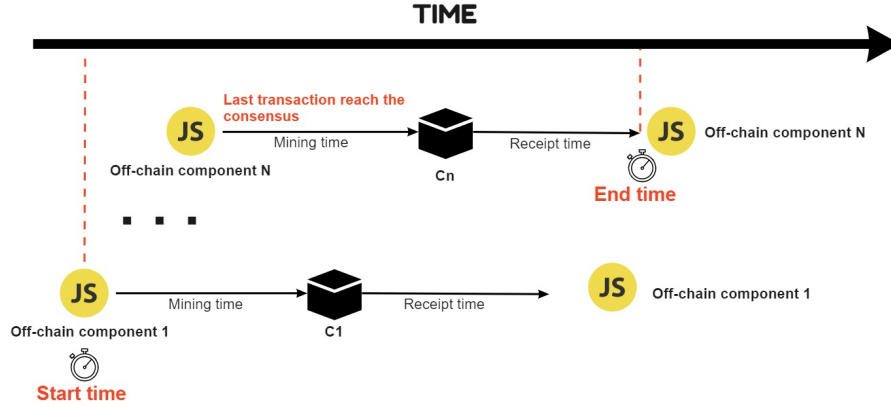 TIME
Last transaction reach the
consensus
JS
Mining time
Receipt time
JS
Off-chain component N
Off-chain component N
Cn
End time
JS
Mining time
Receipt time
JS
Off-chain component 1
Off-chain component 1
C1
Start time